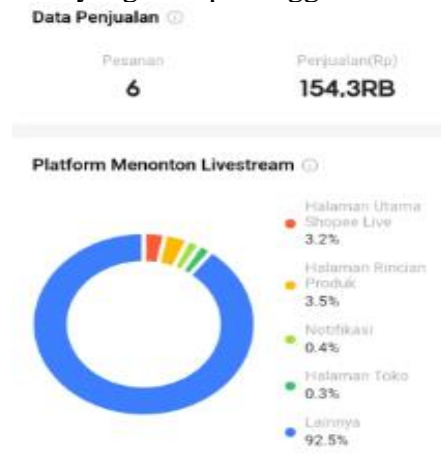 Data Penjualan
Pesanan
Penjualan(Rp)
6
154.3RB
Platform Menonton Livestream
Halaman Utama
Shopee Live
3.2%
Halaman Rincian
Produk
3.5%
Notifikasi
0.4%
Halaman Toko
0.3%
Lainnya
92.5%